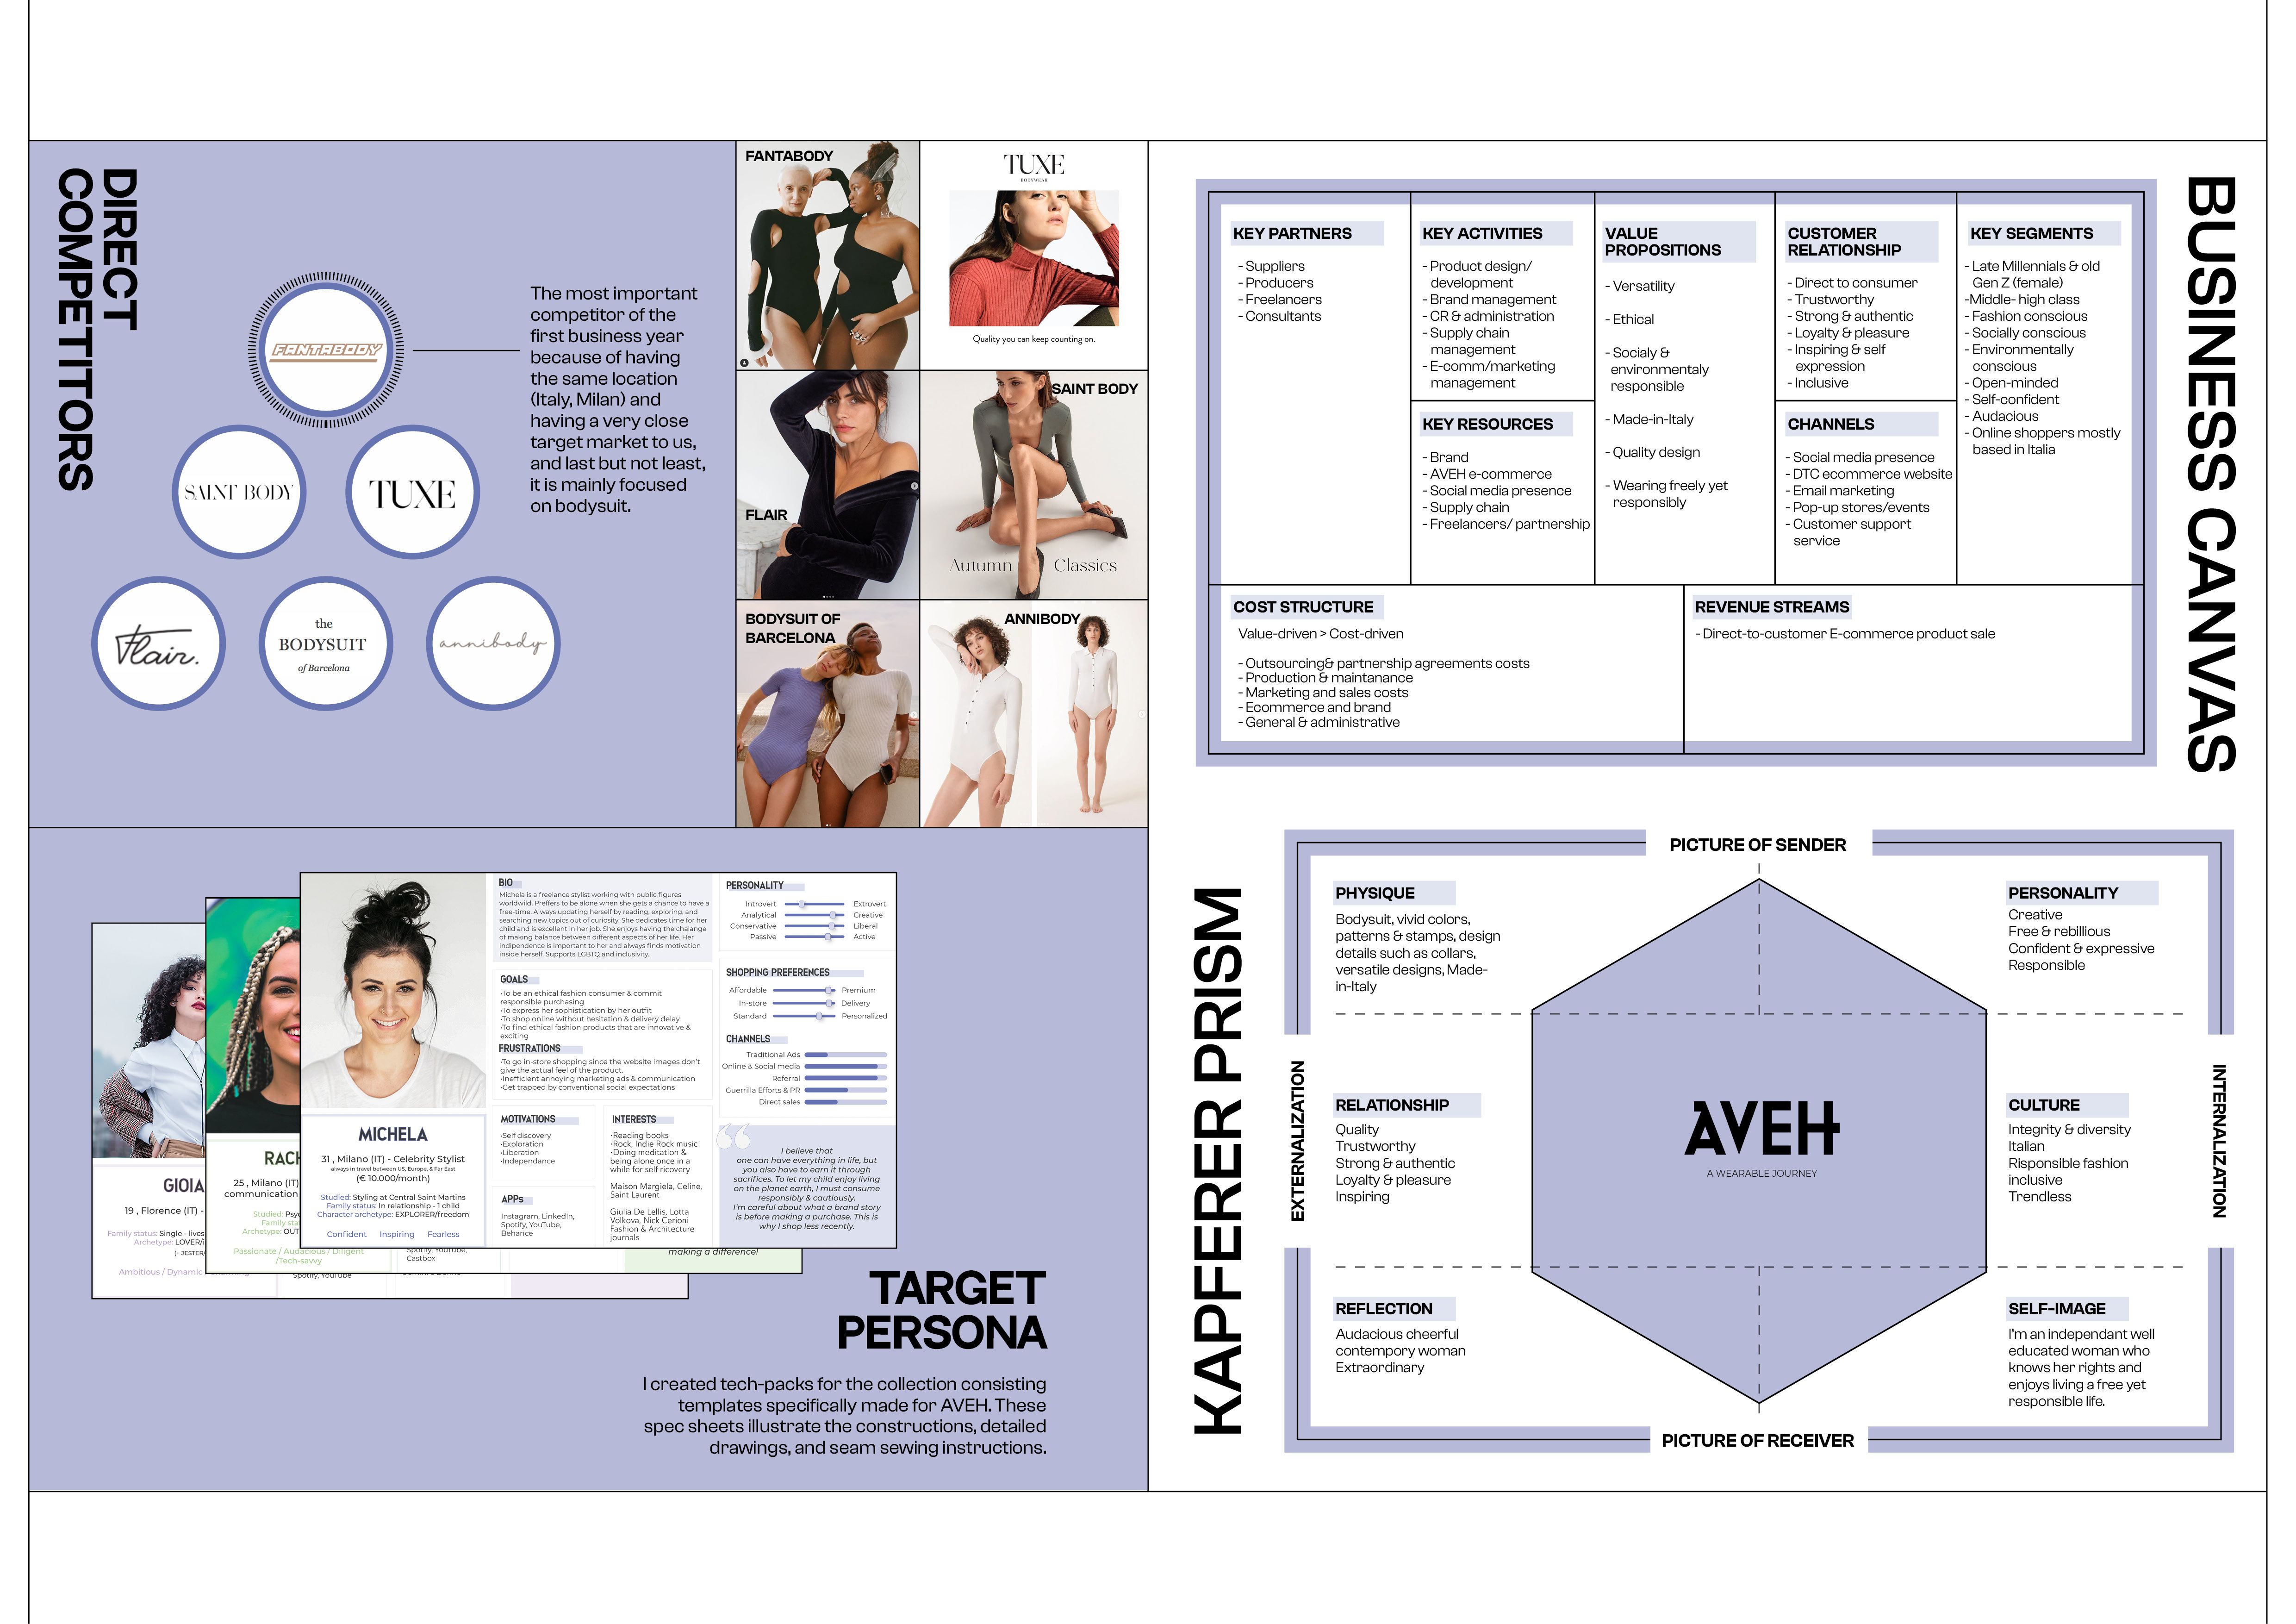 DIRECT
COMPETITORS
FANTABODY
SAINT BODY
TUXE
Flair.
the
BODYSUIT
of Barcelona
annibody
The most important
competitor of the
first business year
because of having
the same location
(Italy, Milan) and
having a very close
target market to us,
and last but not least,
it is mainly focused
on bodysuit.
FANTABODY
TUXE
BODYWEAR
Quality you can keep counting on.
FLAIR
SAINT BODY
Autumn Classics
BODYSUIT OF
BARCELONA
ANNIBODY
BUSINESS CANVAS
KEY PARTNERS
- Suppliers
- Producers
- Freelancers
- Consultants
KEY ACTIVITIES
- Product design/
development
- Brand management
- CR & administration
- Supply chain
management
- E-comm/marketing
management
KEY RESOURCES
- Brand
- AVEH e-commerce
- Social media presence
- Supply chain
- Freelancers/ partnership
VALUE
PROPOSITIONS
- Versatility
- Ethical
- Socialy &
environmentaly
responsible
- Made-in-Italy
- Quality design
- Wearing freely yet
responsibly
CUSTOMER
RELATIONSHIP
- Direct to consumer
- Trustworthy
- Strong & authentic
- Loyalty & pleasure
- Inspiring & self
expression
- Inclusive
CHANNELS
- Social media presence
- DTC ecommerce website
- Email marketing
- Pop-up stores/events
- Customer support
service
KEY SEGMENTS
- Late Millennials & old
Gen Z (female)
-Middle- high class
- Fashion conscious
- Socially conscious
- Environmentally
conscious
- Open-minded
- Self-confident
- Audacious
- Online shoppers mostly
based in Italia
COST STRUCTURE
Value-driven > Cost-driven
- Outsourcing& partnership agreements costs
- Production & maintanance
- Marketing and sales costs
- Ecommerce and brand
- General & administrative
REVENUE STREAMS
- Direct-to-customer E-commerce product sale
GIOIA
19 , Florence (IT) -
Family status: Single - lives
Archetype: LOVER/i
(+ JESTER/
Ambitious / Dynamic
Spotify, YouTube
RACH
25 , Milano (IT)
communication
Studied: Psyc
Family sta
Archetype: OUT
Passionate / Audacious / Diligent
/Tech-savvy
Spotify, YouTube,
Castbox
making a difference!
MICHELA
31 , Milano (IT) - Celebrity Stylist
always in travel between US, Europe, & Far East
(€ 10.000/month)
Studied: Styling at Central Saint Martins
Family status: In relationship - 1 child
Character archetype: EXPLORER/freedom
Confident Inspiring Fearless
BIO
Michela is a freelance stylist working with public figures
worldwild. Preffers to be alone when she gets a chance to have a
free-time. Always updating herself by reading, exploring, and
searching new topics out of curiosity. She dedicates time for her
child and is excellent in her job. She enjoys having the chalange
of making balance between different aspects of her life. Her
indipendence is important to her and always finds motivation
inside herself. Supports LGBTQ and inclusivity.
GOALS
•To be an ethical fashion consumer & commit
responsible purchasing
•To express her sophistication by her outfit
•To shop online without hesitation & delivery delay
•To find ethical fashion products that are innovative &
exciting
FRUSTRATIONS
•To go in-store shopping since the website images don't
give the actual feel of the product.
•Inefficient annoying marketing ads & communication
•Get trapped by conventional social expectations
MOTIVATIONS
•Self discovery
•Exploration
•Liberation
•Independance
APPs
Instagram, LinkedIn,
Spotify, YouTube,
Behance
INTERESTS
•Reading books
•Rock, Indie Rock music
•Doing meditation &
being alone once in a
while for self ricovery
Maison Margiela, Celine,
Saint Laurent
Giulia De Lellis, Lotta
Volkova, Nick Cerioni
Fashion & Architecture
journals
PERSONALITY
Introvert Extrovert
Analytical Creative
Conservative Liberal
Passive Active
SHOPPING PREFERENCES
Affordable Premium
In-store Delivery
Standard Personalized
CHANNELS
Traditional Ads
Online & Social media
Referral
Guerrilla Efforts & PR
Direct sales
I believe that
one can have everything in life, but
you also have to earn it through
sacrifices. To let my child enjoy living
on the planet earth, I must consume
responsibly & cautiously.
I'm careful about what a brand story
is before making a purchase. This is
why I shop less recently.
TARGET
PERSONA
I created tech-packs for the collection consisting
templates specifically made for AVEH. These
spec sheets illustrate the constructions, detailed
drawings, and seam sewing instructions.
KAPFERER PRISM
PICTURE OF SENDER
EXTERNALIZATION
INTERNALIZATION
PHYSIQUE
Bodysuit, vivid colors,
patterns & stamps, design
details such as collars,
versatile designs, Made-
in-Italy
PERSONALITY
Creative
Free & rebillious
Confident & expressive
Responsible
RELATIONSHIP
Quality
Trustworthy
Strong & authentic
Loyalty & pleasure
Inspiring
AVEH
A WEARABLE JOURNEY
CULTURE
Integrity & diversity
Italian
Risponsible fashion
inclusive
Trendless
REFLECTION
Audacious cheerful
contempory woman
Extraordinary
SELF-IMAGE
I'm an independant well
educated woman who
knows her rights and
enjoys living a free yet
responsible life.
PICTURE OF RECEIVER